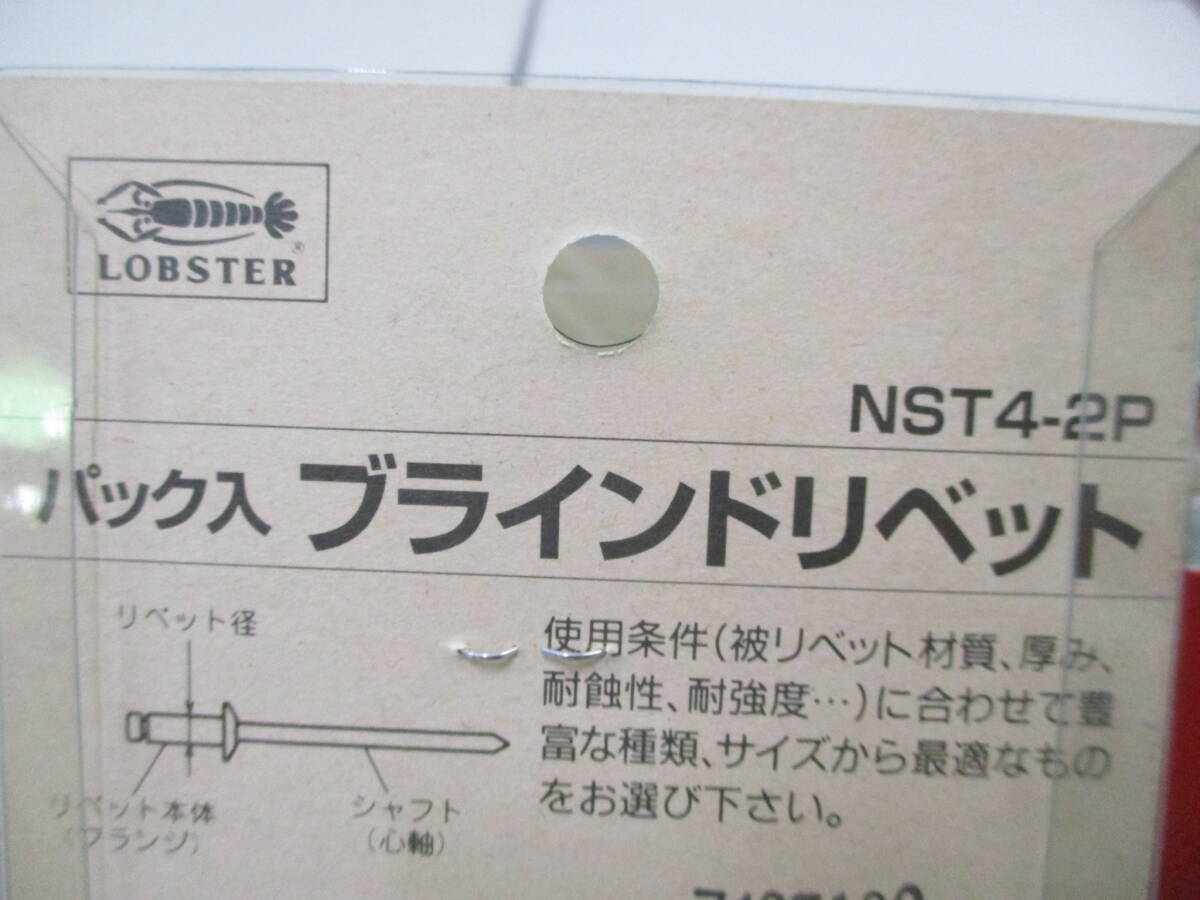 LOBSTER
®
NST4-2P
パック入 ブラインドリベット
リベット径
リベット本体
(フランジ)
シャフト
(心軸)
使用条件(被リベット材質、厚み、
耐蝕性、耐強度…)に合わせて豊
富な種類、サイズから最適なもの
をお選び下さい。